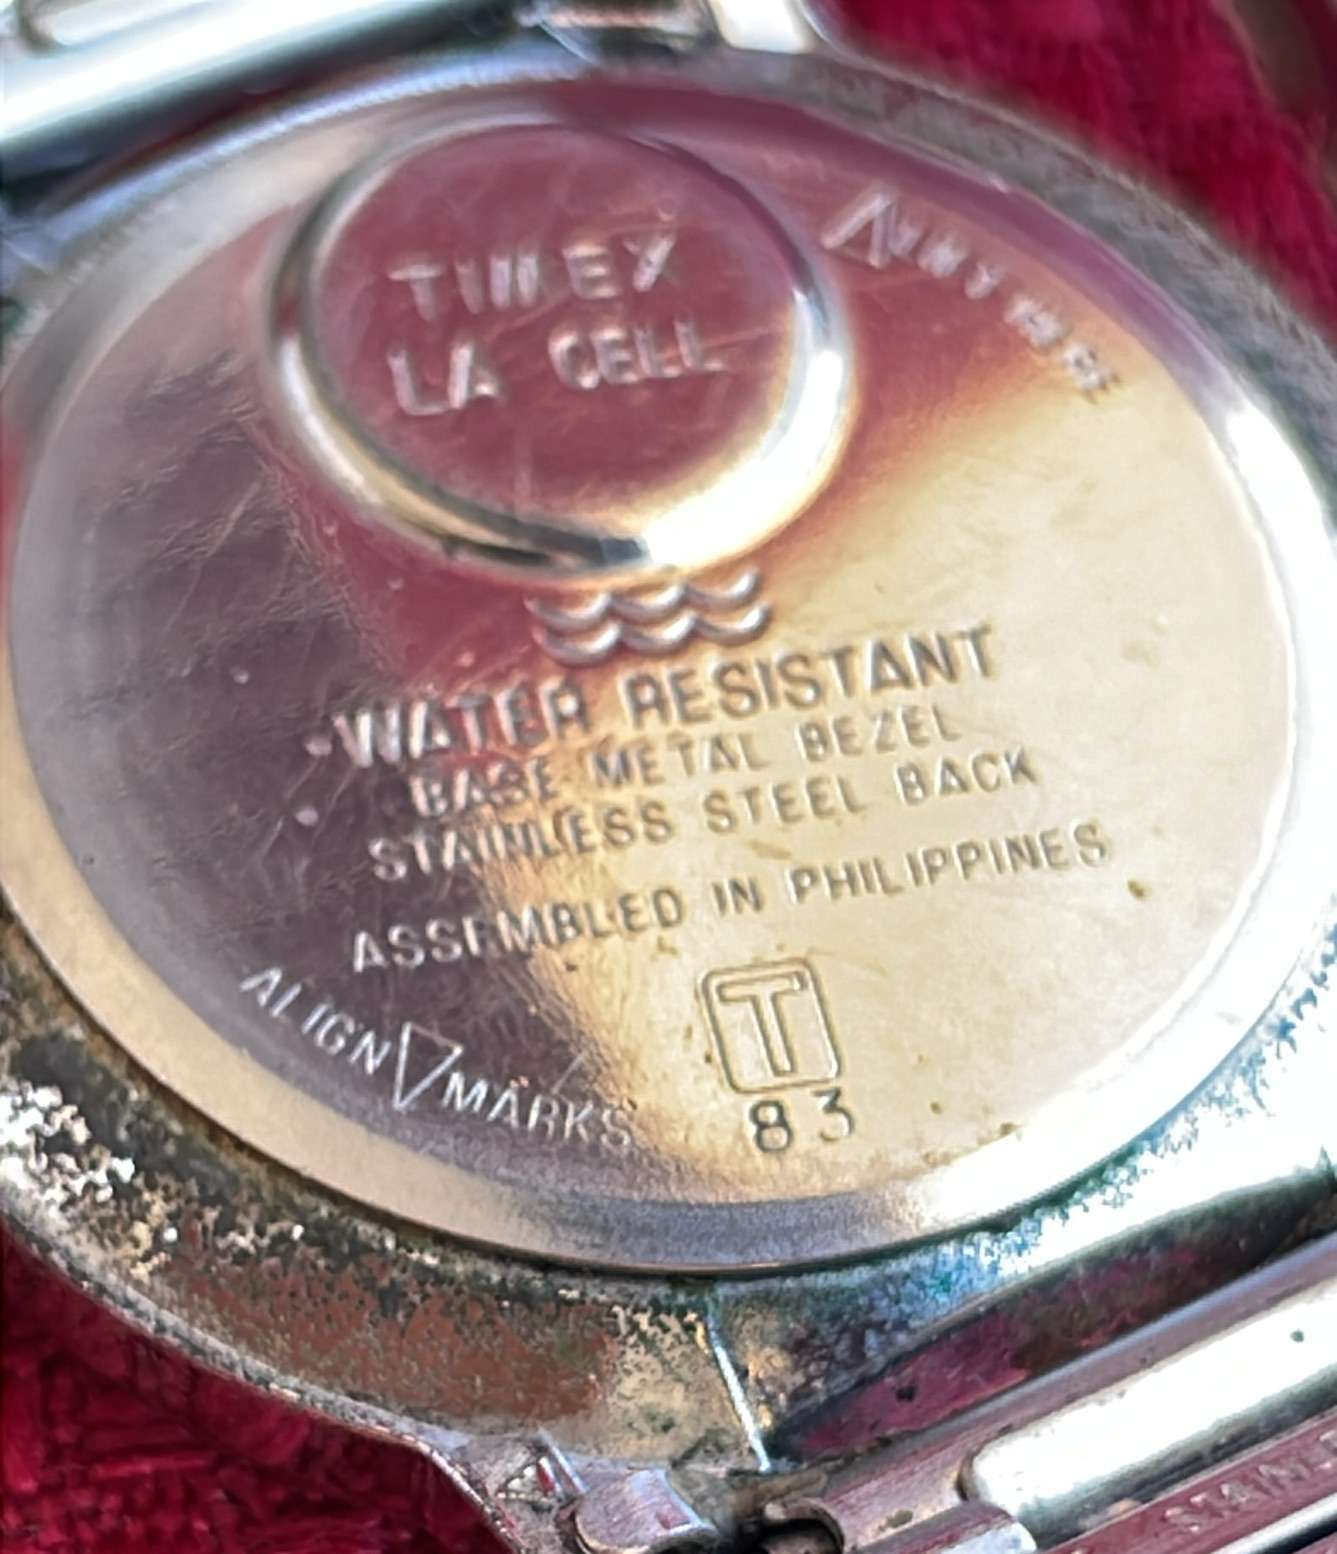 TIMEX
LA CELL
WATER RESISTANT
BASE METAL BEZEL
STAINLESS STEEL BACK
ASSEMBLED IN PHILIPPINES
ALIGN MARKS
T
83